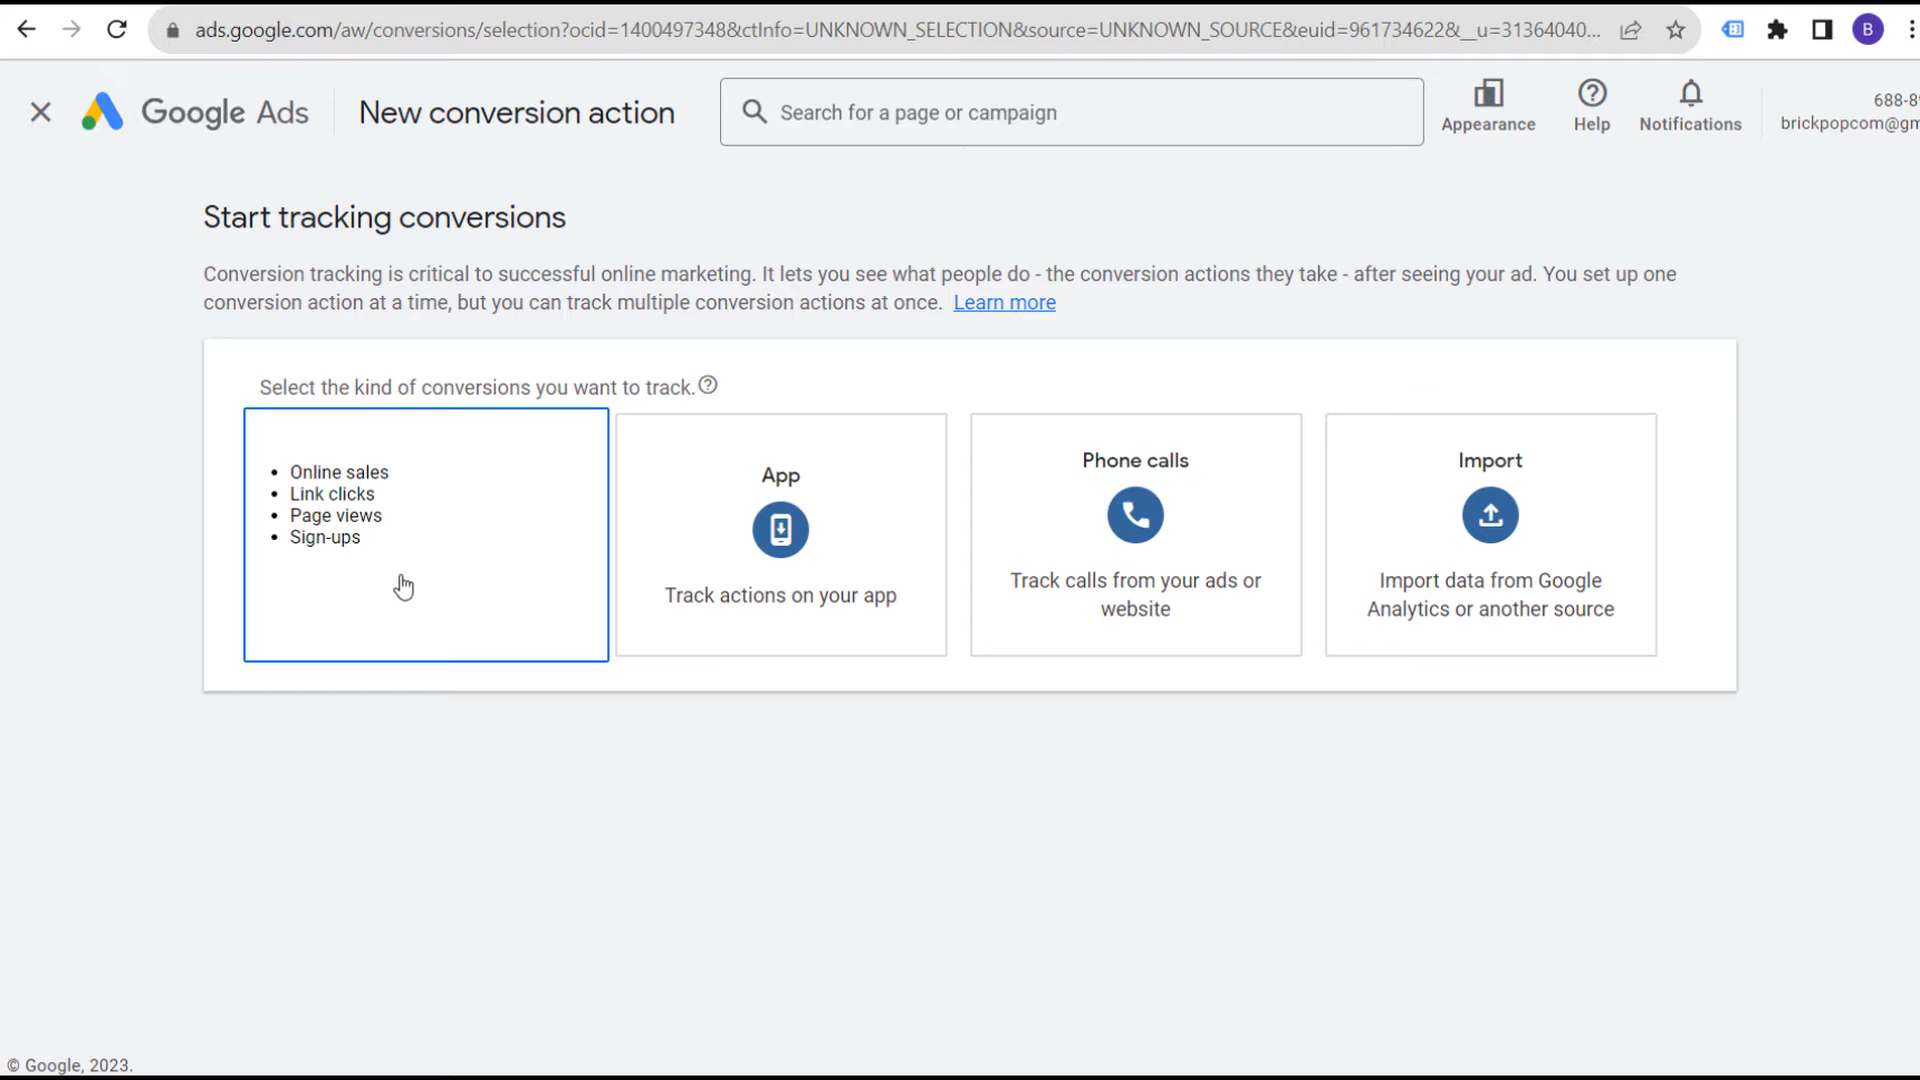 ads.google.com/aw/conversions/selection?ocid=1400497348&ctInfo=UNKNOWN_SELECTION&source=UNKNOWN_SOURCE&euid=961734622&__u=31364040...
B
Google Ads
New conversion action
Search for a page or campaign
Appearance
Help
Notifications
688-8
brickpopcom@gm
Start tracking conversions
Conversion tracking is critical to successful online marketing. It lets you see what people do - the conversion actions they take - after seeing your ad. You set up one
conversion action at a time, but you can track multiple conversion actions at once. Learn more
Select the kind of conversions you want to track.
• Online sales
• Link clicks
• Page views
• Sign-ups
App
Track actions on your app
Phone calls
Track calls from your ads or
website
Import
Import data from Google
Analytics or another source
© Google, 2023.